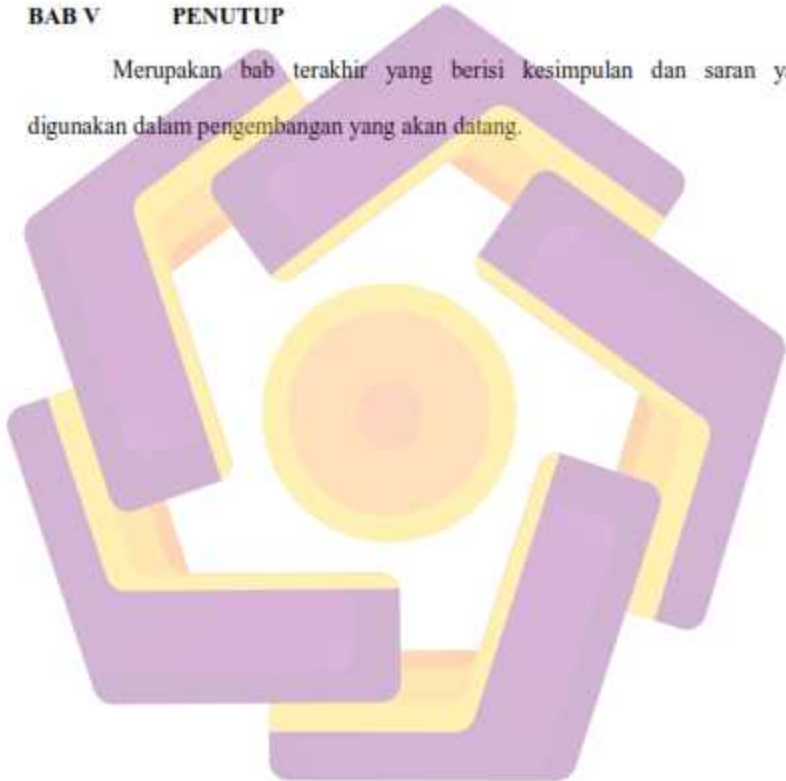 BAB V PENUTUP
Merupakan bab terakhir yang berisi kesimpulan dan saran
digunakan dalam pengembangan yang akan datang.